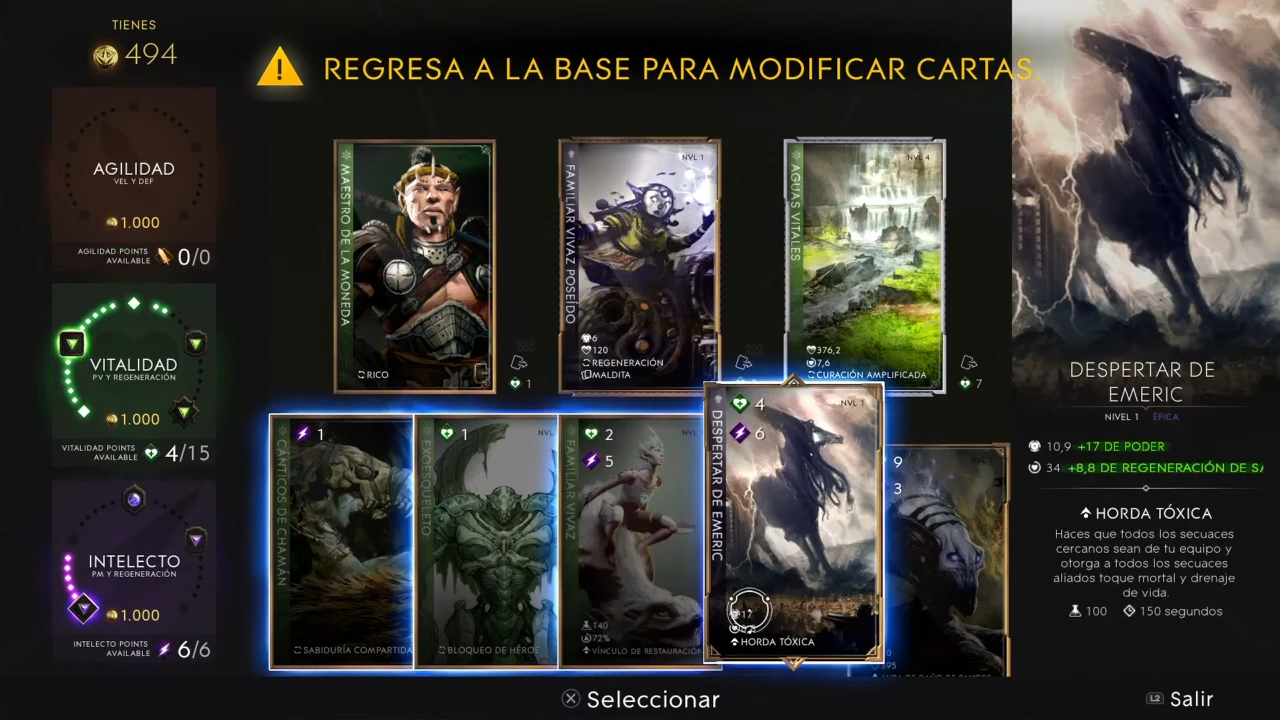 TIENES
494
REGRESA A LA BASE PARA MODIFICAR CARTAS.
AGILIDAD
VEL Y DEF
1.000
AGILIDAD POINTS
AVAILABLE
0/0
VITALIDAD
PV Y REGENERACIÓN
1.000
VITALIDAD POINTS
AVAILABLE
4/15
INTELECTO
PM Y REGENERACIÓN
1.000
INTELECTO POINTS
AVAILABLE
6/6
MAESTRO DE LA MONEDA
RICO
1
FAMILIAR VIVAZ POSEÍDO
NVL 1
6
120
REGENERACIÓN
MALDITA
AGUAS VITALES
NVL 4
376,2
7,6
CURACIÓN AMPLIFICADA
7
CÁNTICOS DE CHAMÁN
1
SABIDURÍA COMPARTIDA
EXOESQUELETO
1
NVL
BLOQUEO DE HÉROE
FAMILIAR VIVAZ
2
5
NVL
140
72%
VÍNCULO DE RESTAURACIÓN
DESPERTAR DE EMERIC
4
6
NVL 1
17
HORDA TÓXICA
9
3
DESPERTAR DE
EMERIC
NIVEL 1 ÉPICA
10,9 +17 DE PODER
34 +8,8 DE REGENERACIÓN DE SA
HORDA TÓXICA
Haces que todos los secuaces
cercanos sean de tu equipo y
otorga a todos los secuaces
aliados toque mortal y drenaje
de vida.
100 150 segundos
Seleccionar
L2 Salir